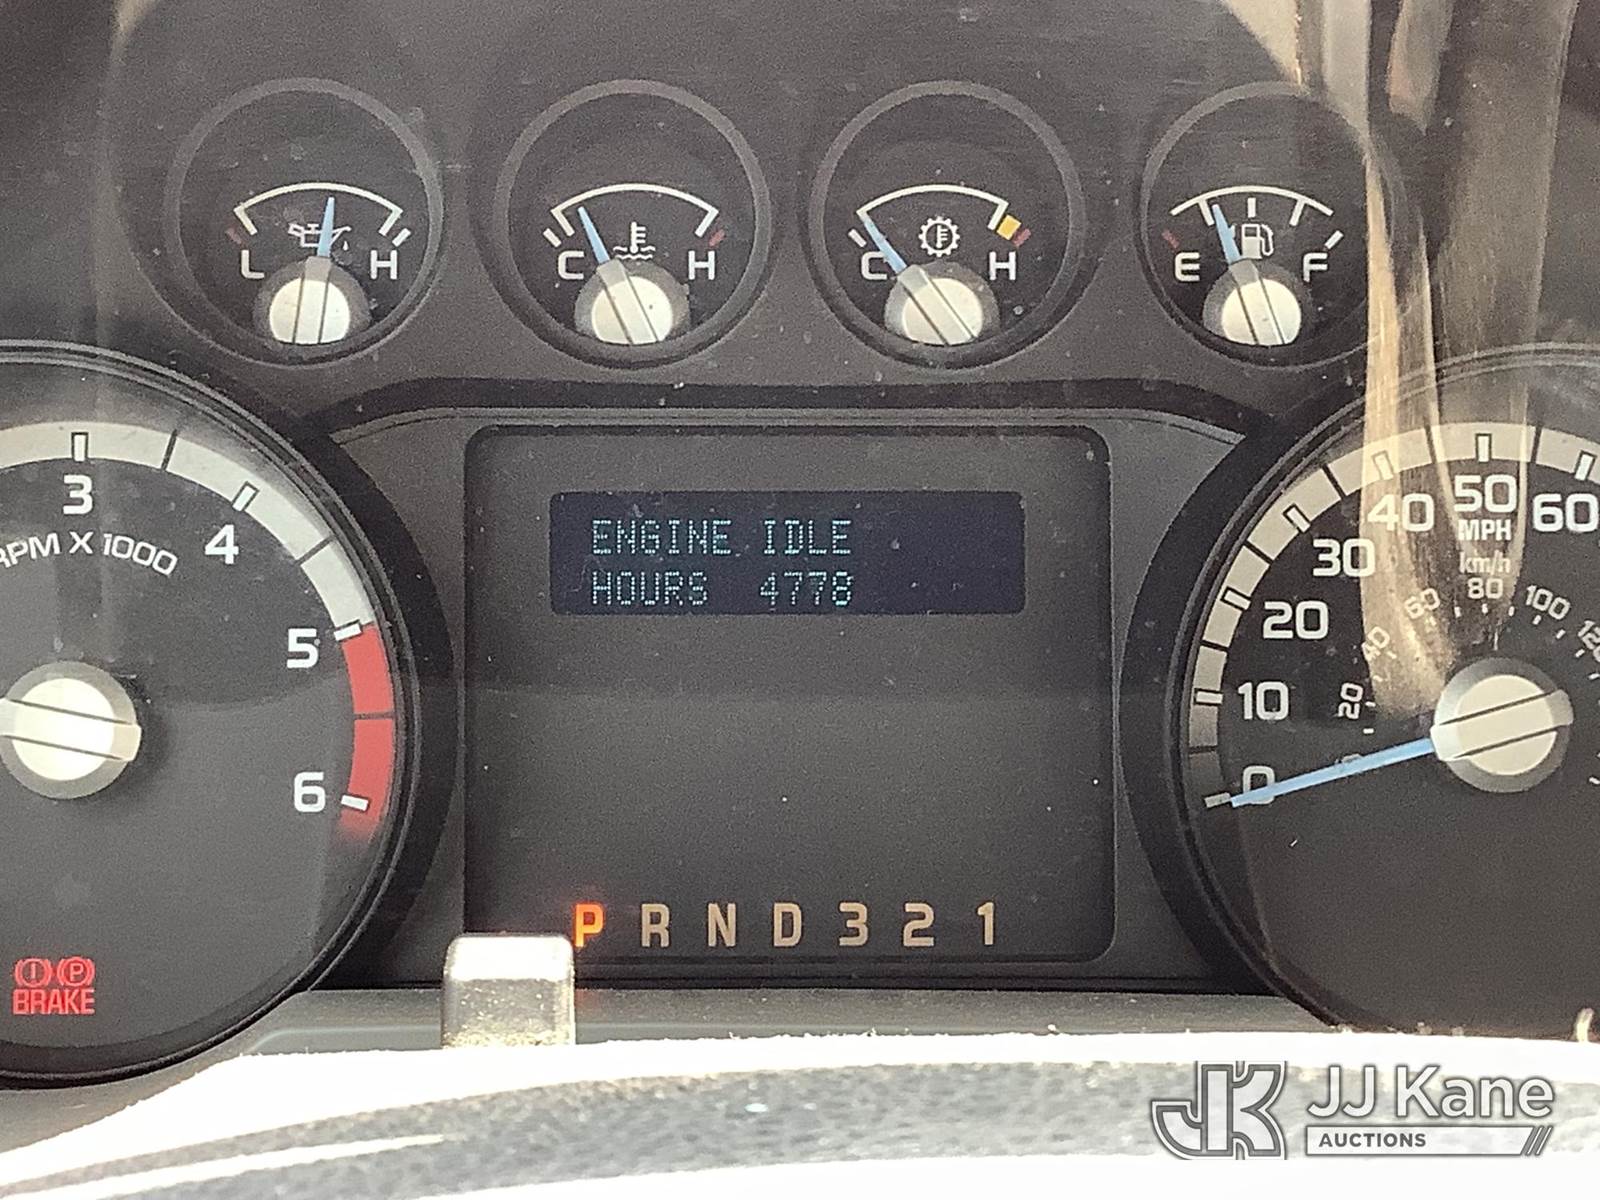 L H
C H
C H
E F
3
4
RPM X 1000
5
6
BRAKE
P
ENGINE IDLE
HOURS 4778
P R N D 3 2 1
0
10
20
30
40
50
60
MPH
km/h
20
40
60
80
100
JJ Kane
AUCTIONS